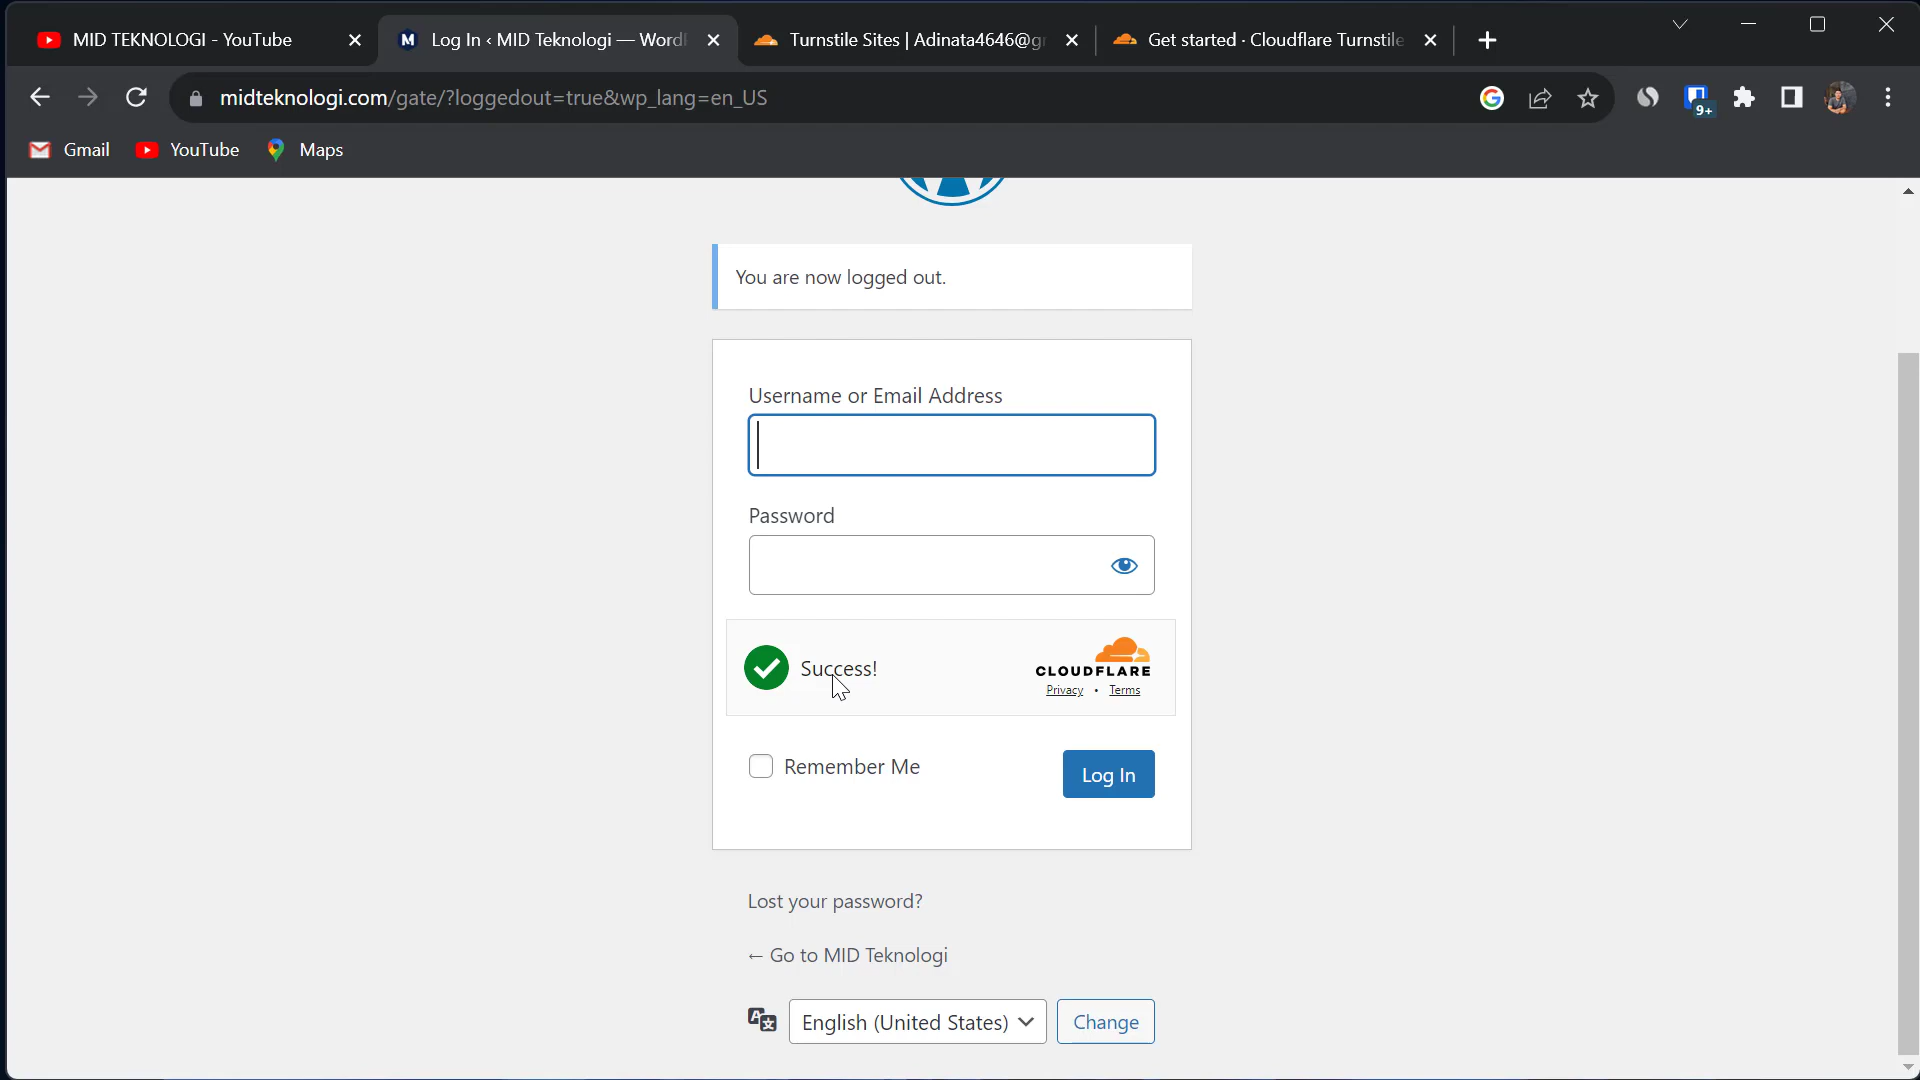 MID TEKNOLOGI - YouTube
Log In ‹ MID Teknologi — Word
Turnstile Sites | Adinata4646@g
Get started · Cloudflare Turnstile
midteknologi.com/gate/?loggedout=true&wp_lang=en_US
9+
Gmail
YouTube
Maps
You are now logged out.
Username or Email Address
Password
Success!
CLOUDFLARE
Privacy • Terms
Remember Me
Log In
Lost your password?
← Go to MID Teknologi
English (United States)
Change